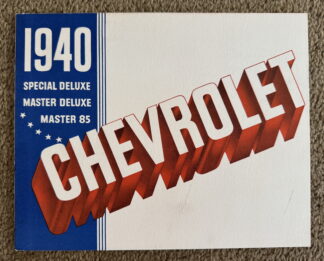 1940
SPECIAL DELUXE
MASTER DELUXE
MASTER 85
CHEVROLET